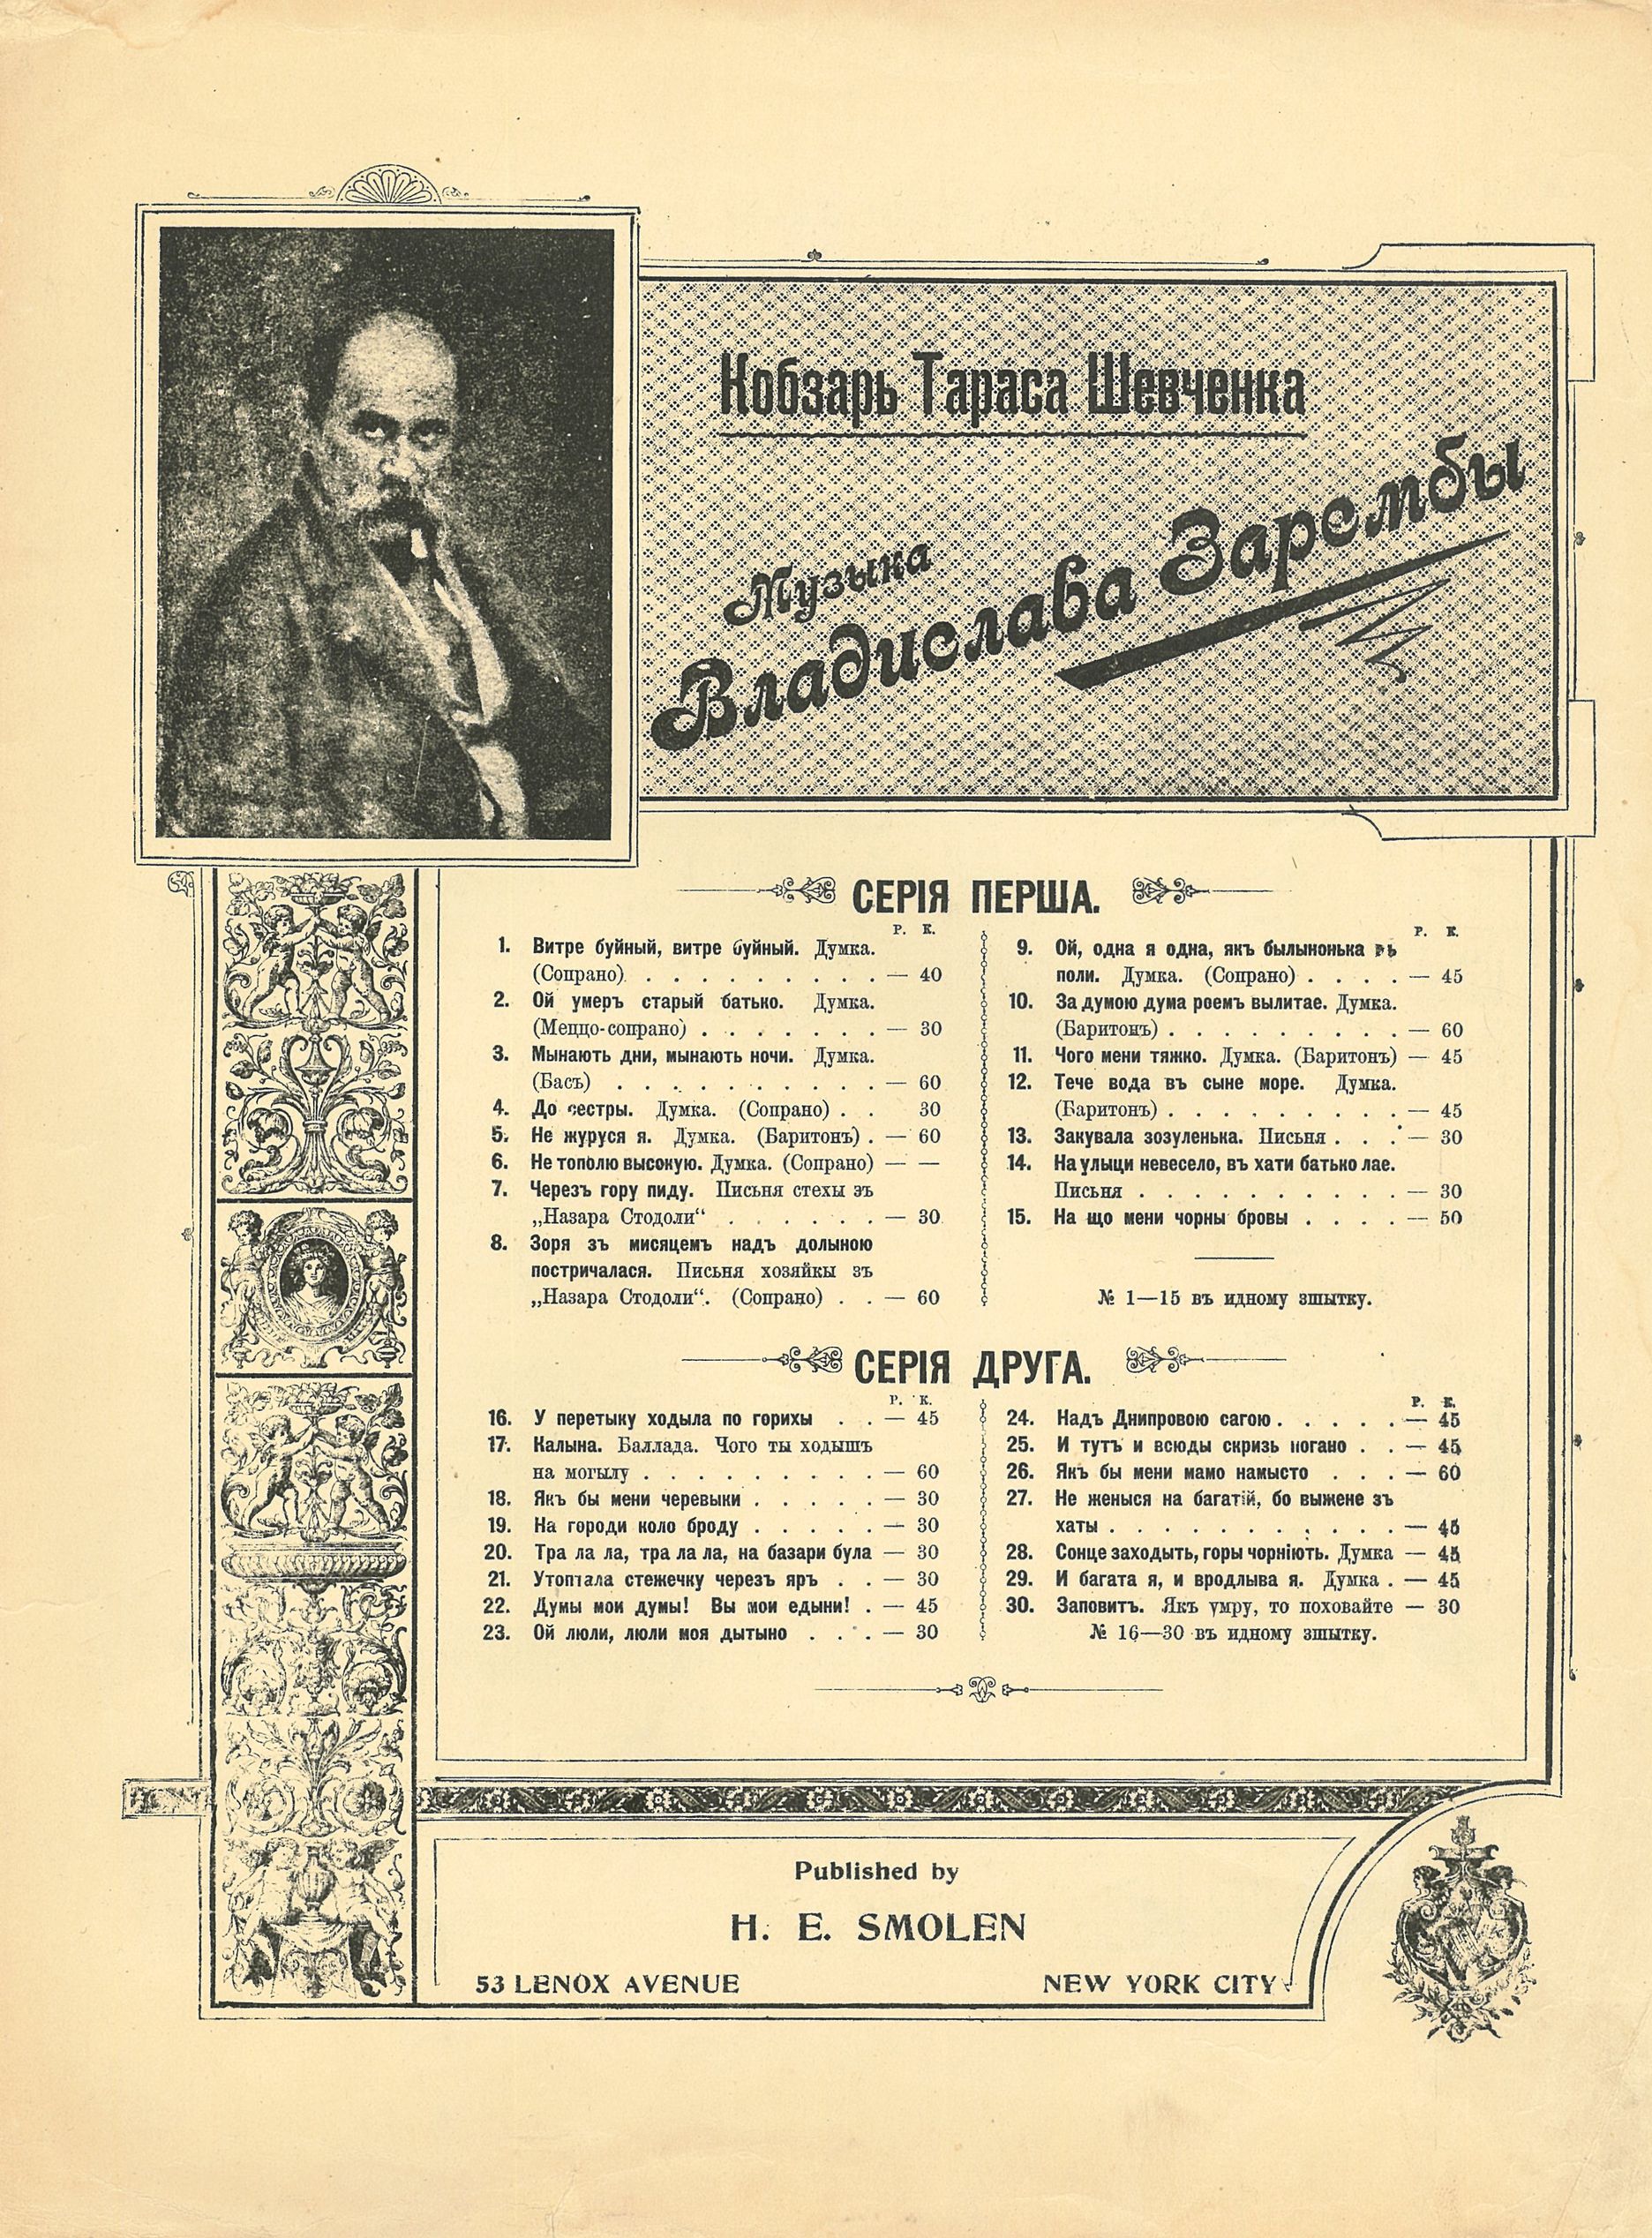 Кобзарь Тараса Шевченка
Музыка
Владислава Зарембы
СЕРІЯ ПЕРША.
Р. К.
1. Витре буйный, витре буйный. Думка.
(Сопрано) . . . . . . . . . . — 40
2. Ой умеръ старый батько. Думка.
(Меццо-сопрано) . . . . . . . — 30
3. Мынають дни, мынають ночи. Думка.
(Басъ) . . . . . . . . . . — 60
4. До сестры. Думка. (Сопрано) . . 30
5. Не журуся я. Думка. (Баритонъ) . — 60
6. Не тополю высокую. Думка. (Сопрано) — —
7. Черезъ гору пиду. Письня стехы зъ
„Назара Стодоли“ . . . . . . — 30
8. Зоря зъ мисяцемъ надъ долыною
постричалася. Письня хозяйкы зъ
„Назара Стодоли“. (Сопрано) . . — 60
Р. К.
9. Ой, одна я одна, якъ былынонька въ
поли. Думка. (Сопрано) . . . . — 45
10. За думою дума роемъ вылитае. Думка.
(Баритонъ) . . . . . . . . . — 60
11. Чого мени тяжко. Думка. (Баритонъ) — 45
12. Тече вода въ сыне море. Думка.
(Баритонъ) . . . . . . . . . — 45
13. Закувала зозуленька. Письня . . . — 30
14. На улыци невесело, въ хати батько лае.
Письня . . . . . . . . . . — 30
15. На що мени чорны бровы . . . . — 50
№ 1—15 въ идному зшытку.
СЕРІЯ ДРУГА.
Р. К.
16. У перетыку ходыла по горихы . . — 45
17. Калына. Баллада. Чого ты ходышъ
на могылу . . . . . . . . . — 60
18. Якъ бы мени черевыки . . . . . — 30
19. На городи коло броду . . . . . — 30
20. Тра ла ла, тра ла ла, на базари була — 30
21. Утоптала стежечку черезъ яръ . . — 30
22. Думы мои думы! Вы мои едыни! . — 45
23. Ой люли, люли моя дытыно . . . — 30
Р. К.
24. Надъ Днипровою сагою . . . . . — 45
25. И тутъ и всюды скризь погано . . — 45
26. Якъ бы мени мамо намысто . . . — 60
27. Не женыся на багатій, бо выжене зъ
хаты . . . . . . . . . . . — 45
28. Сонце заходыть, горы чорніють. Думка — 45
29. И багата я, и вродлыва я. Думка . — 45
30. Заповитъ. Якъ умру, то поховайте — 30
№ 16—30 въ идному зшытку.
Published by
H. E. SMOLEN
53 LENOX AVENUE NEW YORK CITY